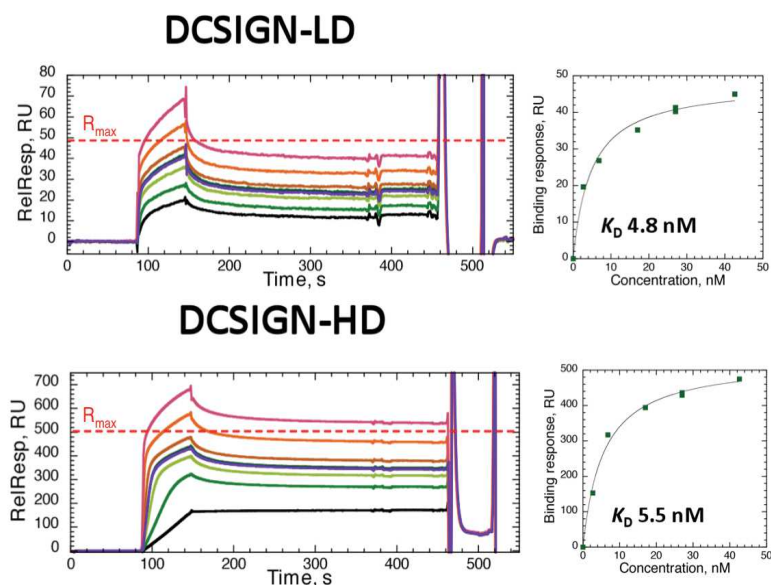 DCSIGN-LD
RelResp, RU
80
70
60
50
40
30
20
10
0
Rmax
0 100 200 300 400 500
Time, s
Binding response, RU
50
40
30
20
10
0
KD 4.8 nM
0 10 20 30 40 50
Concentration, nM
DCSIGN-HD
RelResp, RU
700
600
500
400
300
200
100
0
Rmax
0 100 200 300 400 500
Time, s
Binding response, RU
500
400
300
200
100
0
KD 5.5 nM
0 10 20 30 40 50
Concentration, nM